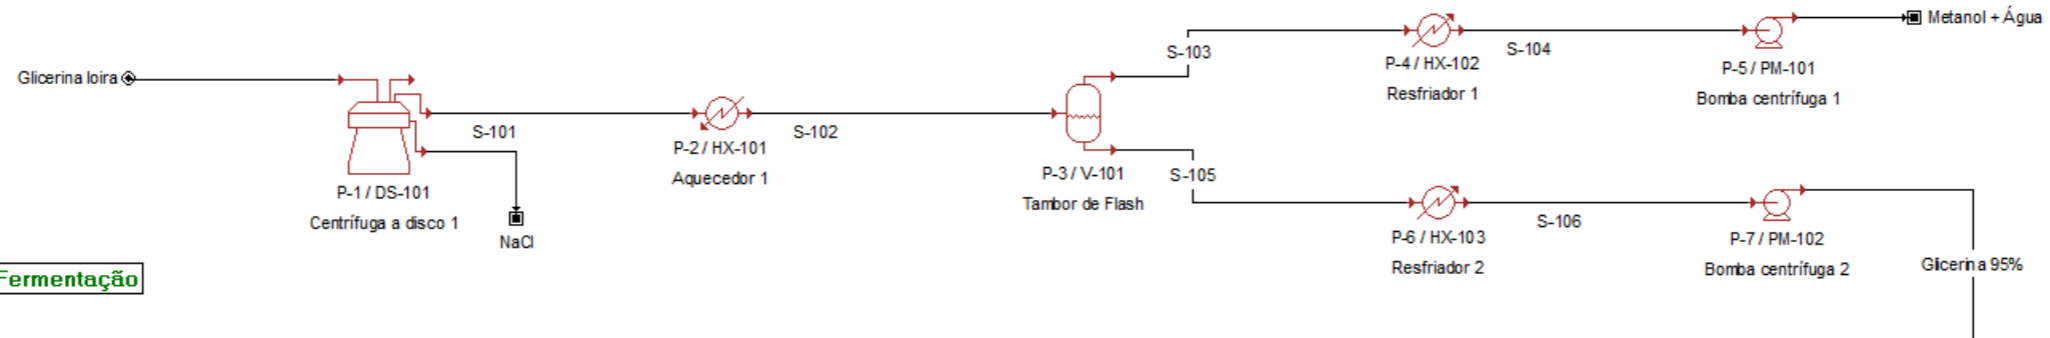 Glicerina loira
P-1 / DS-101
Centrífuga a disco 1
NaCl
S-101
P-2 / HX-101
Aquecedor 1
S-102
P-3 / V-101
Tambor de Flash
S-103
P-4 / HX-102
Resfriador 1
S-104
P-5 / PM-101
Bomba centrífuga 1
Metanol + Água
S-105
P-6 / HX-103
Resfriador 2
S-106
P-7 / PM-102
Bomba centrífuga 2
Glicerina 95%
Fermentação